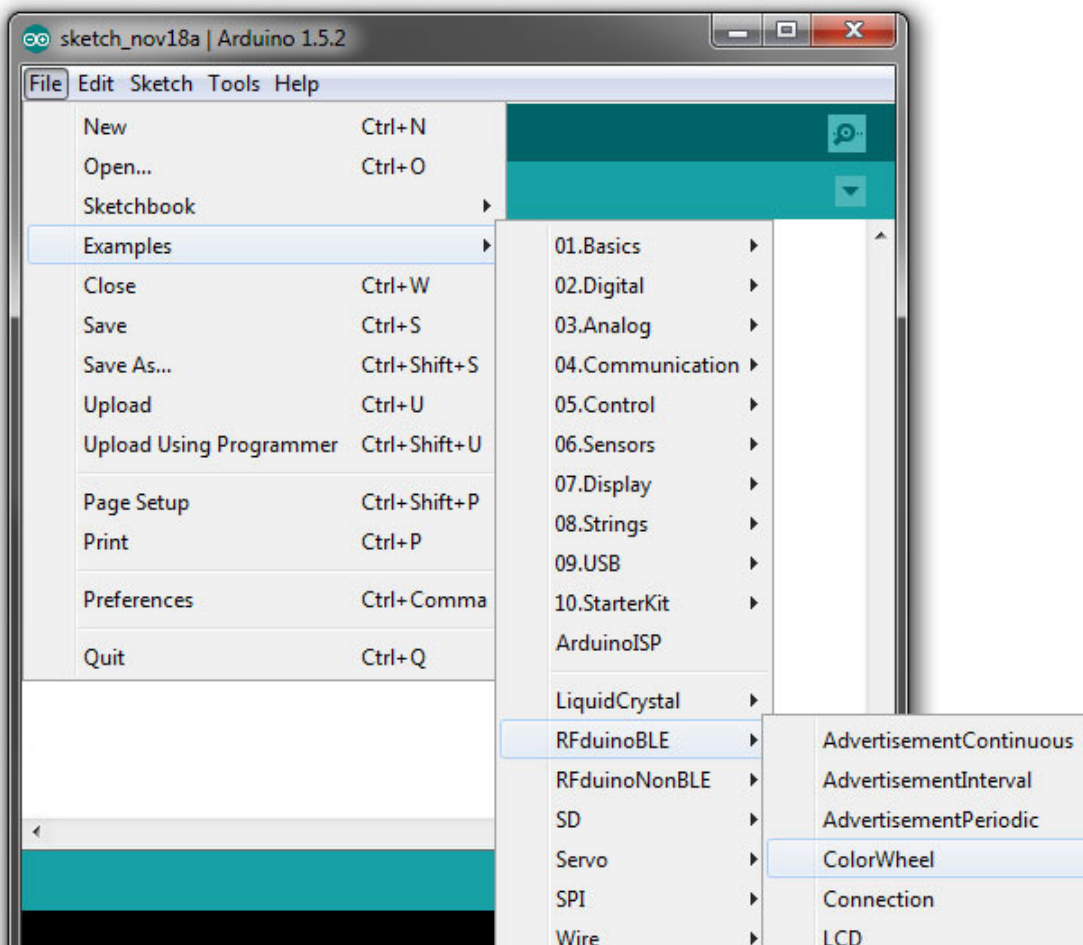 sketch_nov18a | Arduino 1.5.2
File Edit Sketch Tools Help
New Ctrl+N
Open... Ctrl+O
Sketchbook
Examples
Close Ctrl+W
Save Ctrl+S
Save As... Ctrl+Shift+S
Upload Ctrl+U
Upload Using Programmer Ctrl+Shift+U
Page Setup Ctrl+Shift+P
Print Ctrl+P
Preferences Ctrl+Comma
Quit Ctrl+Q
01.Basics
02.Digital
03.Analog
04.Communication
05.Control
06.Sensors
07.Display
08.Strings
09.USB
10.StarterKit
ArduinoISP
LiquidCrystal
RFduinoBLE
RFduinoNonBLE
SD
Servo
SPI
Wire
AdvertisementContinuous
AdvertisementInterval
AdvertisementPeriodic
ColorWheel
Connection
LCD